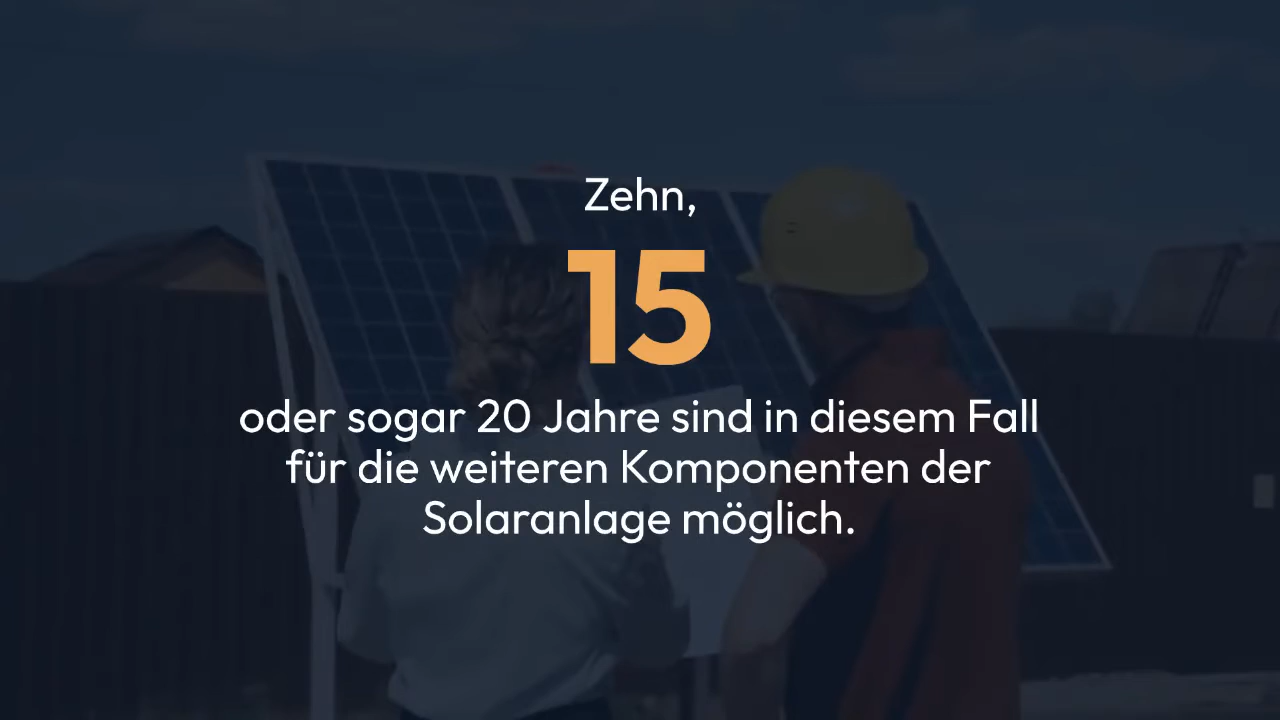 Zehn,
15
oder sogar 20 Jahre sind in diesem Fall
für die weiteren Komponenten der
Solaranlage möglich.